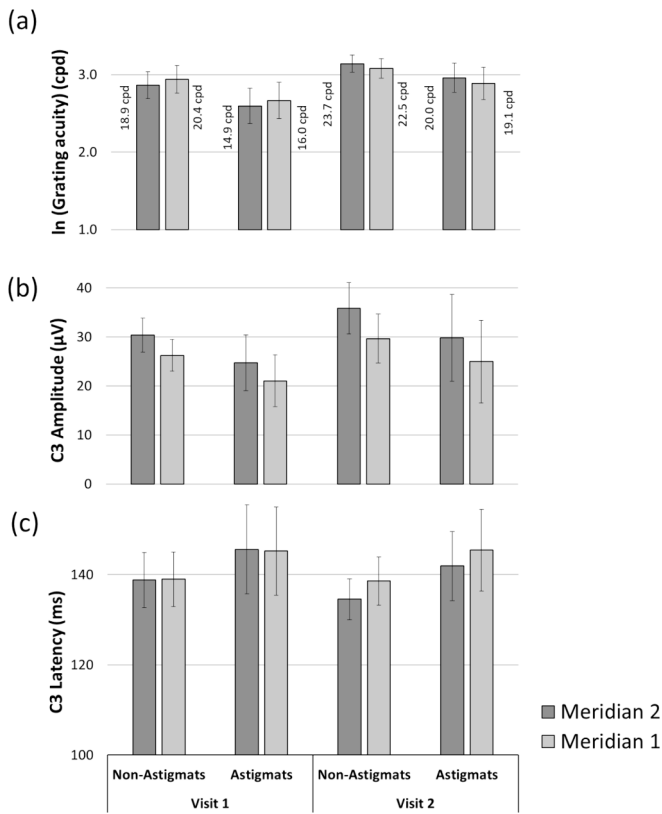 (a)
ln (Grating acuity) (cpd)
3.0
2.0
1.0
18.9 cpd
20.4 cpd
14.9 cpd
16.0 cpd
23.7 cpd
22.5 cpd
20.0 cpd
19.1 cpd
(b)
C3 Amplitude (µV)
40
30
20
10
0
(c)
C3 Latency (ms)
140
120
100
Non-Astigmats Astigmats Non-Astigmats Astigmats
Visit 1 Visit 2
Meridian 2
Meridian 1